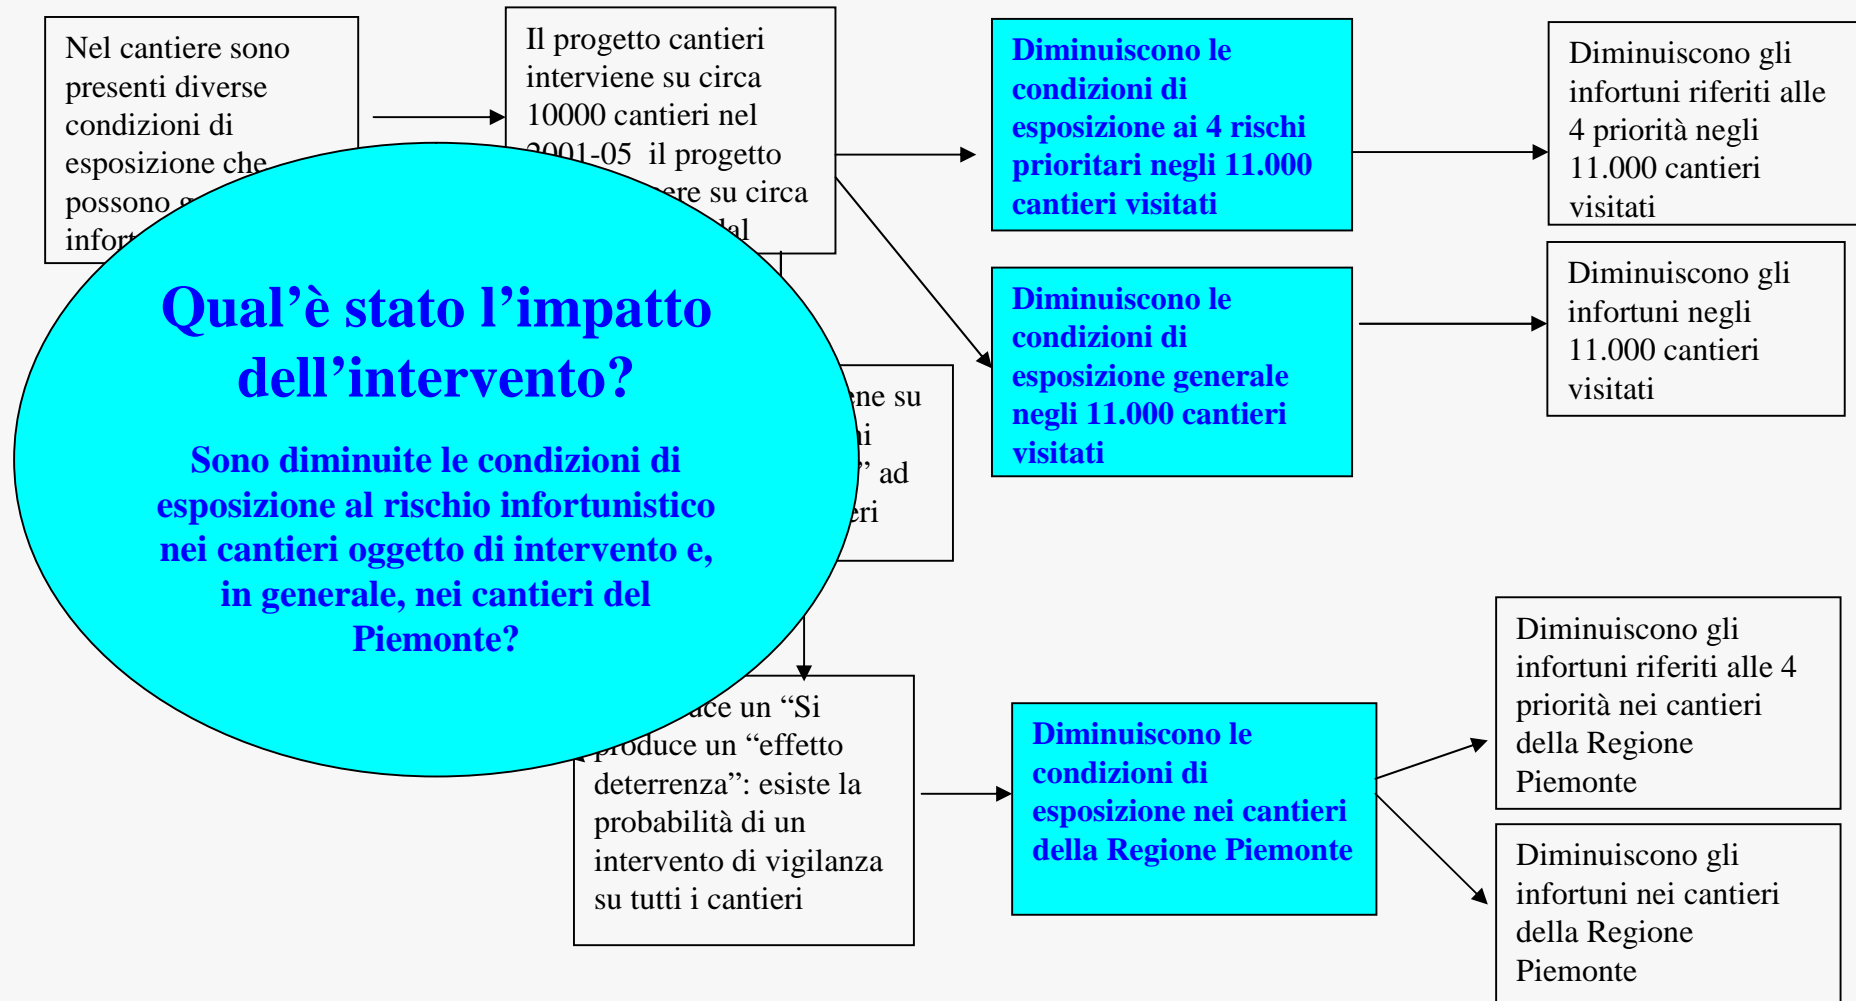 Nel cantiere sono
presenti diverse
condizioni di
esposizione che
possono
Il progetto cantieri
interviene su circa
10000 cantieri nel
2001-05 il progetto
su circa
Diminuiscono le
condizioni di
esposizione ai 4 rischi
prioritari negli 11.000
cantieri visitati
Diminuiscono gli
infortuni riferiti alle
4 priorità negli
11.000 cantieri
visitati
Qual’è stato l’impatto
dell’intervento?
Sono diminuite le condizioni di
esposizione al rischio infortunistico
nei cantieri oggetto di intervento e,
in generale, nei cantieri del
Piemonte?
Diminuiscono le
condizioni di
esposizione generale
negli 11.000 cantieri
visitati
Diminuiscono gli
infortuni negli
11.000 cantieri
visitati
su
” ad
un “Si
produce un “effetto
deterrenza”: esiste la
probabilità di un
intervento di vigilanza
su tutti i cantieri
Diminuiscono le
condizioni di
esposizione nei cantieri
della Regione Piemonte
Diminuiscono gli
infortuni riferiti alle 4
priorità nei cantieri
della Regione
Piemonte
Diminuiscono gli
infortuni nei cantieri
della Regione
Piemonte